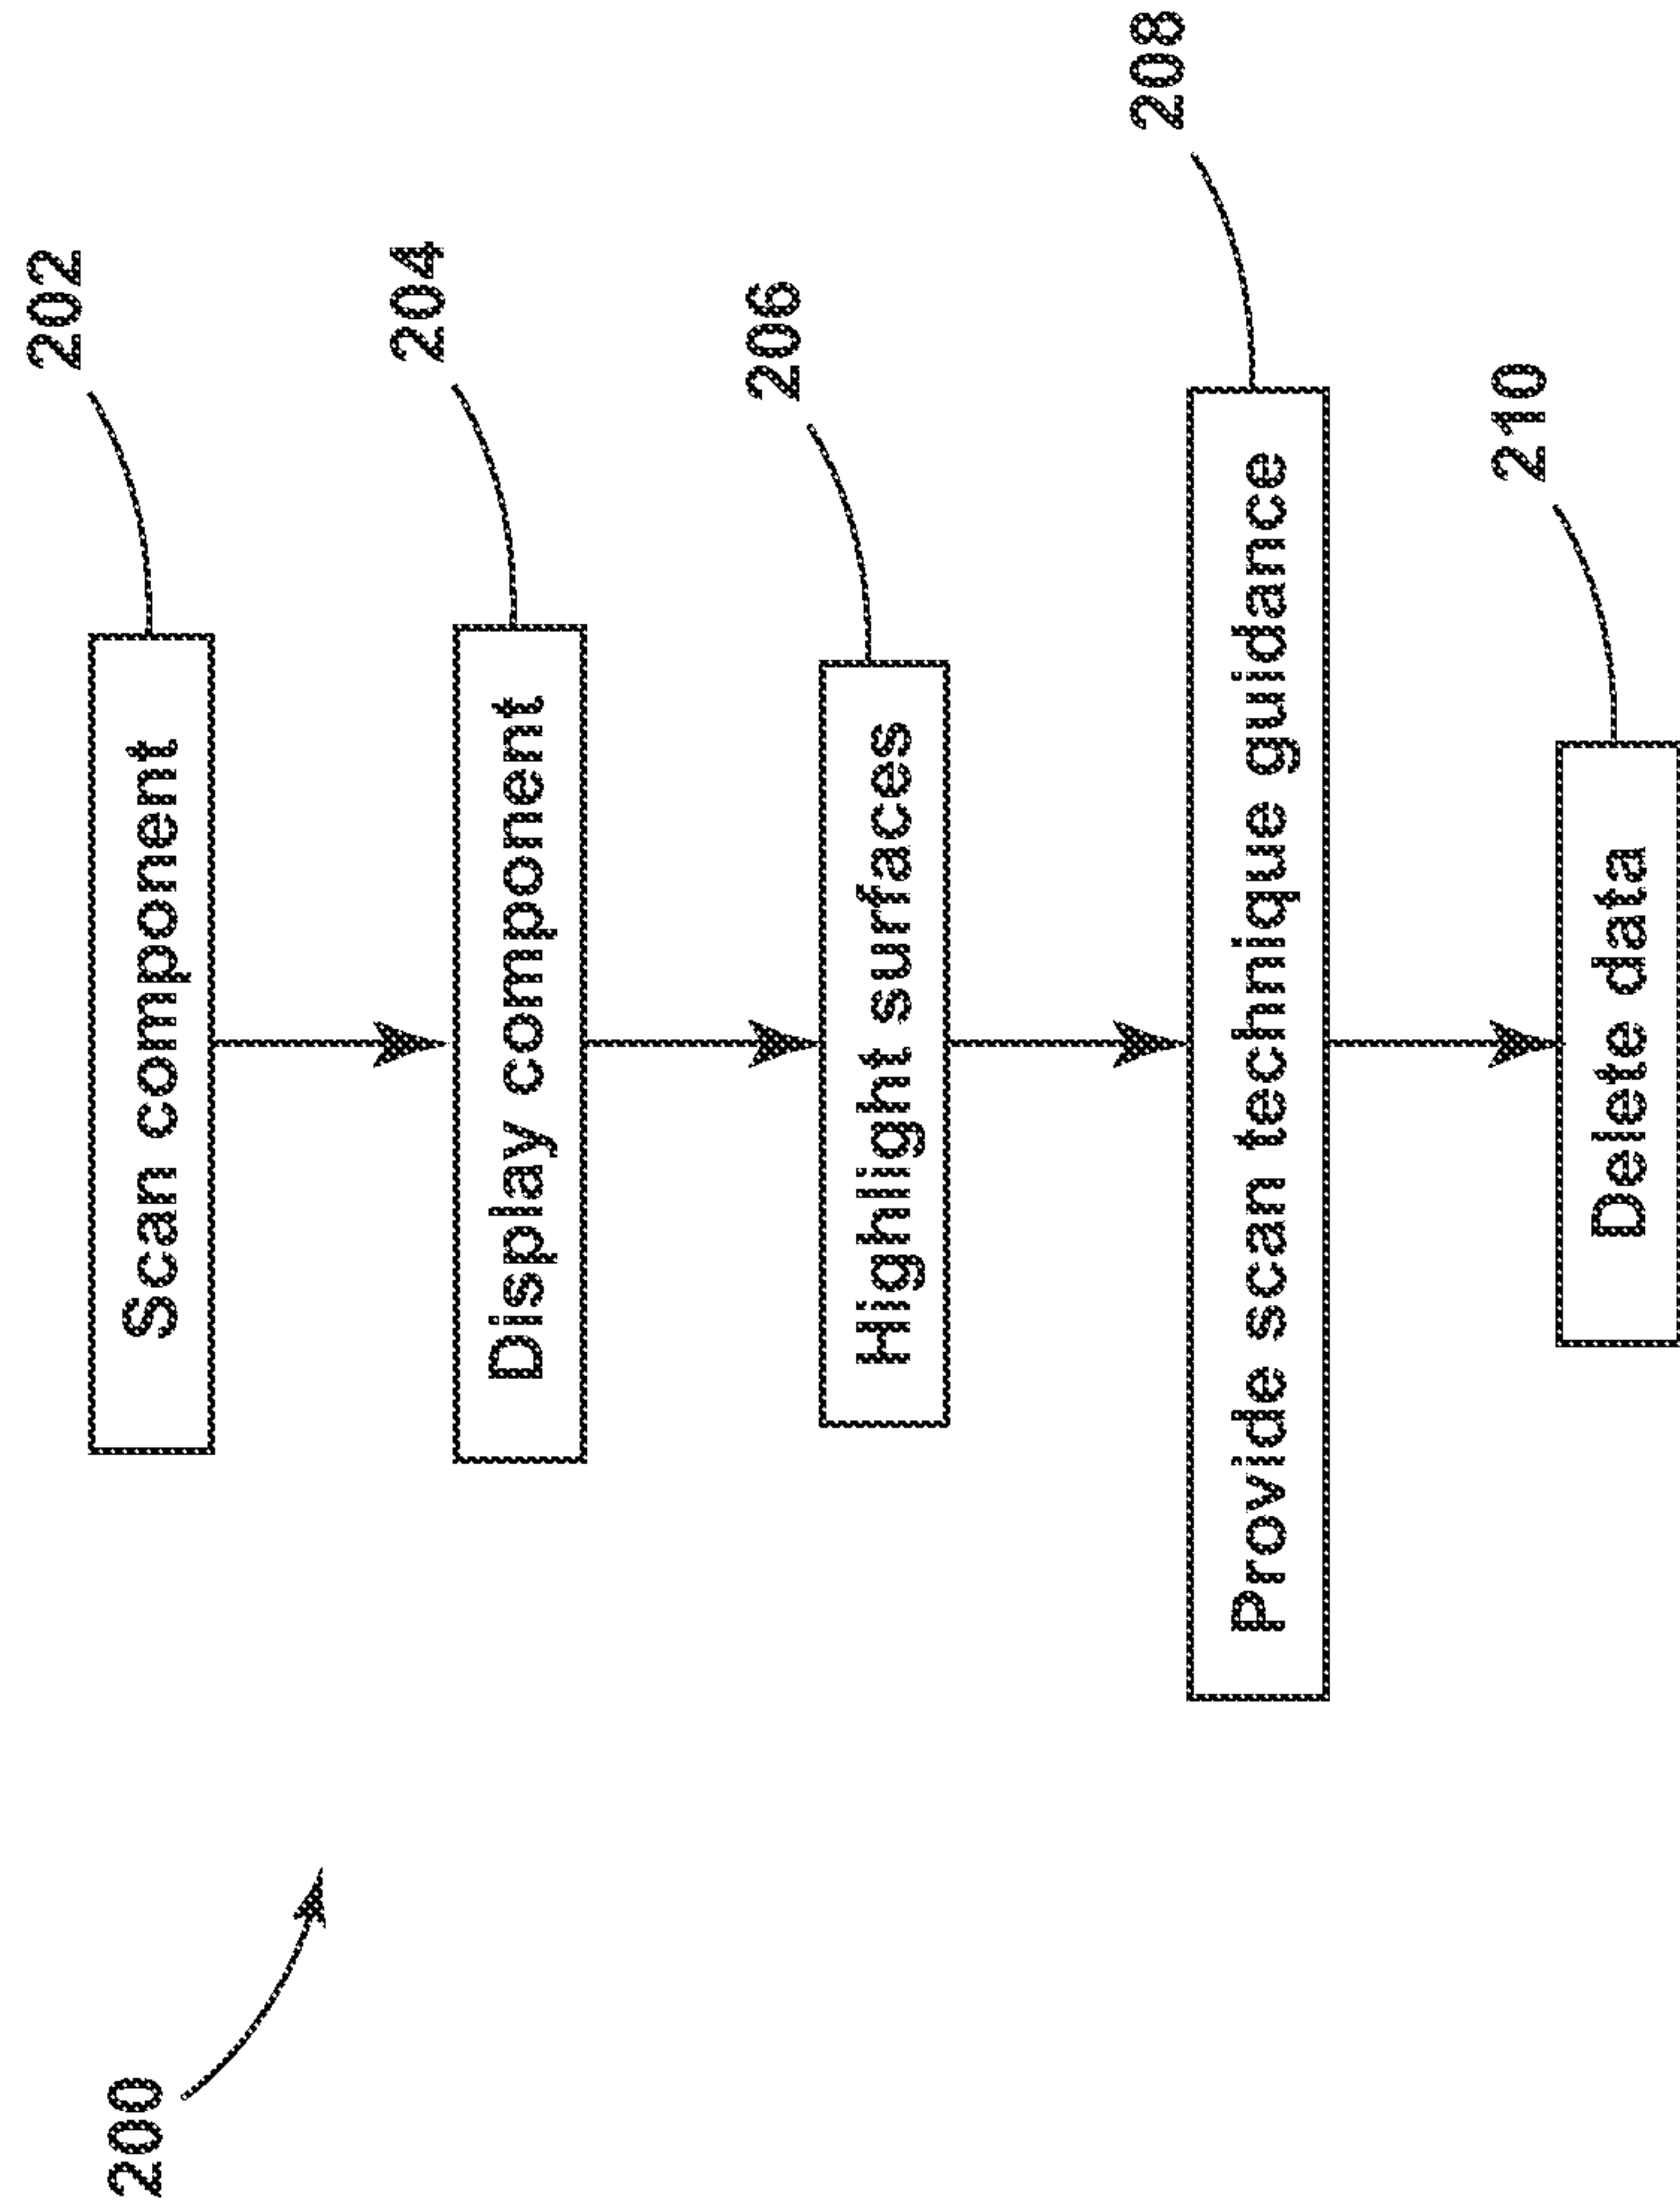 200
Scan component
202
Display component
204
Highlight surfaces
206
Provide scan technique guidance
208
Delete data
210